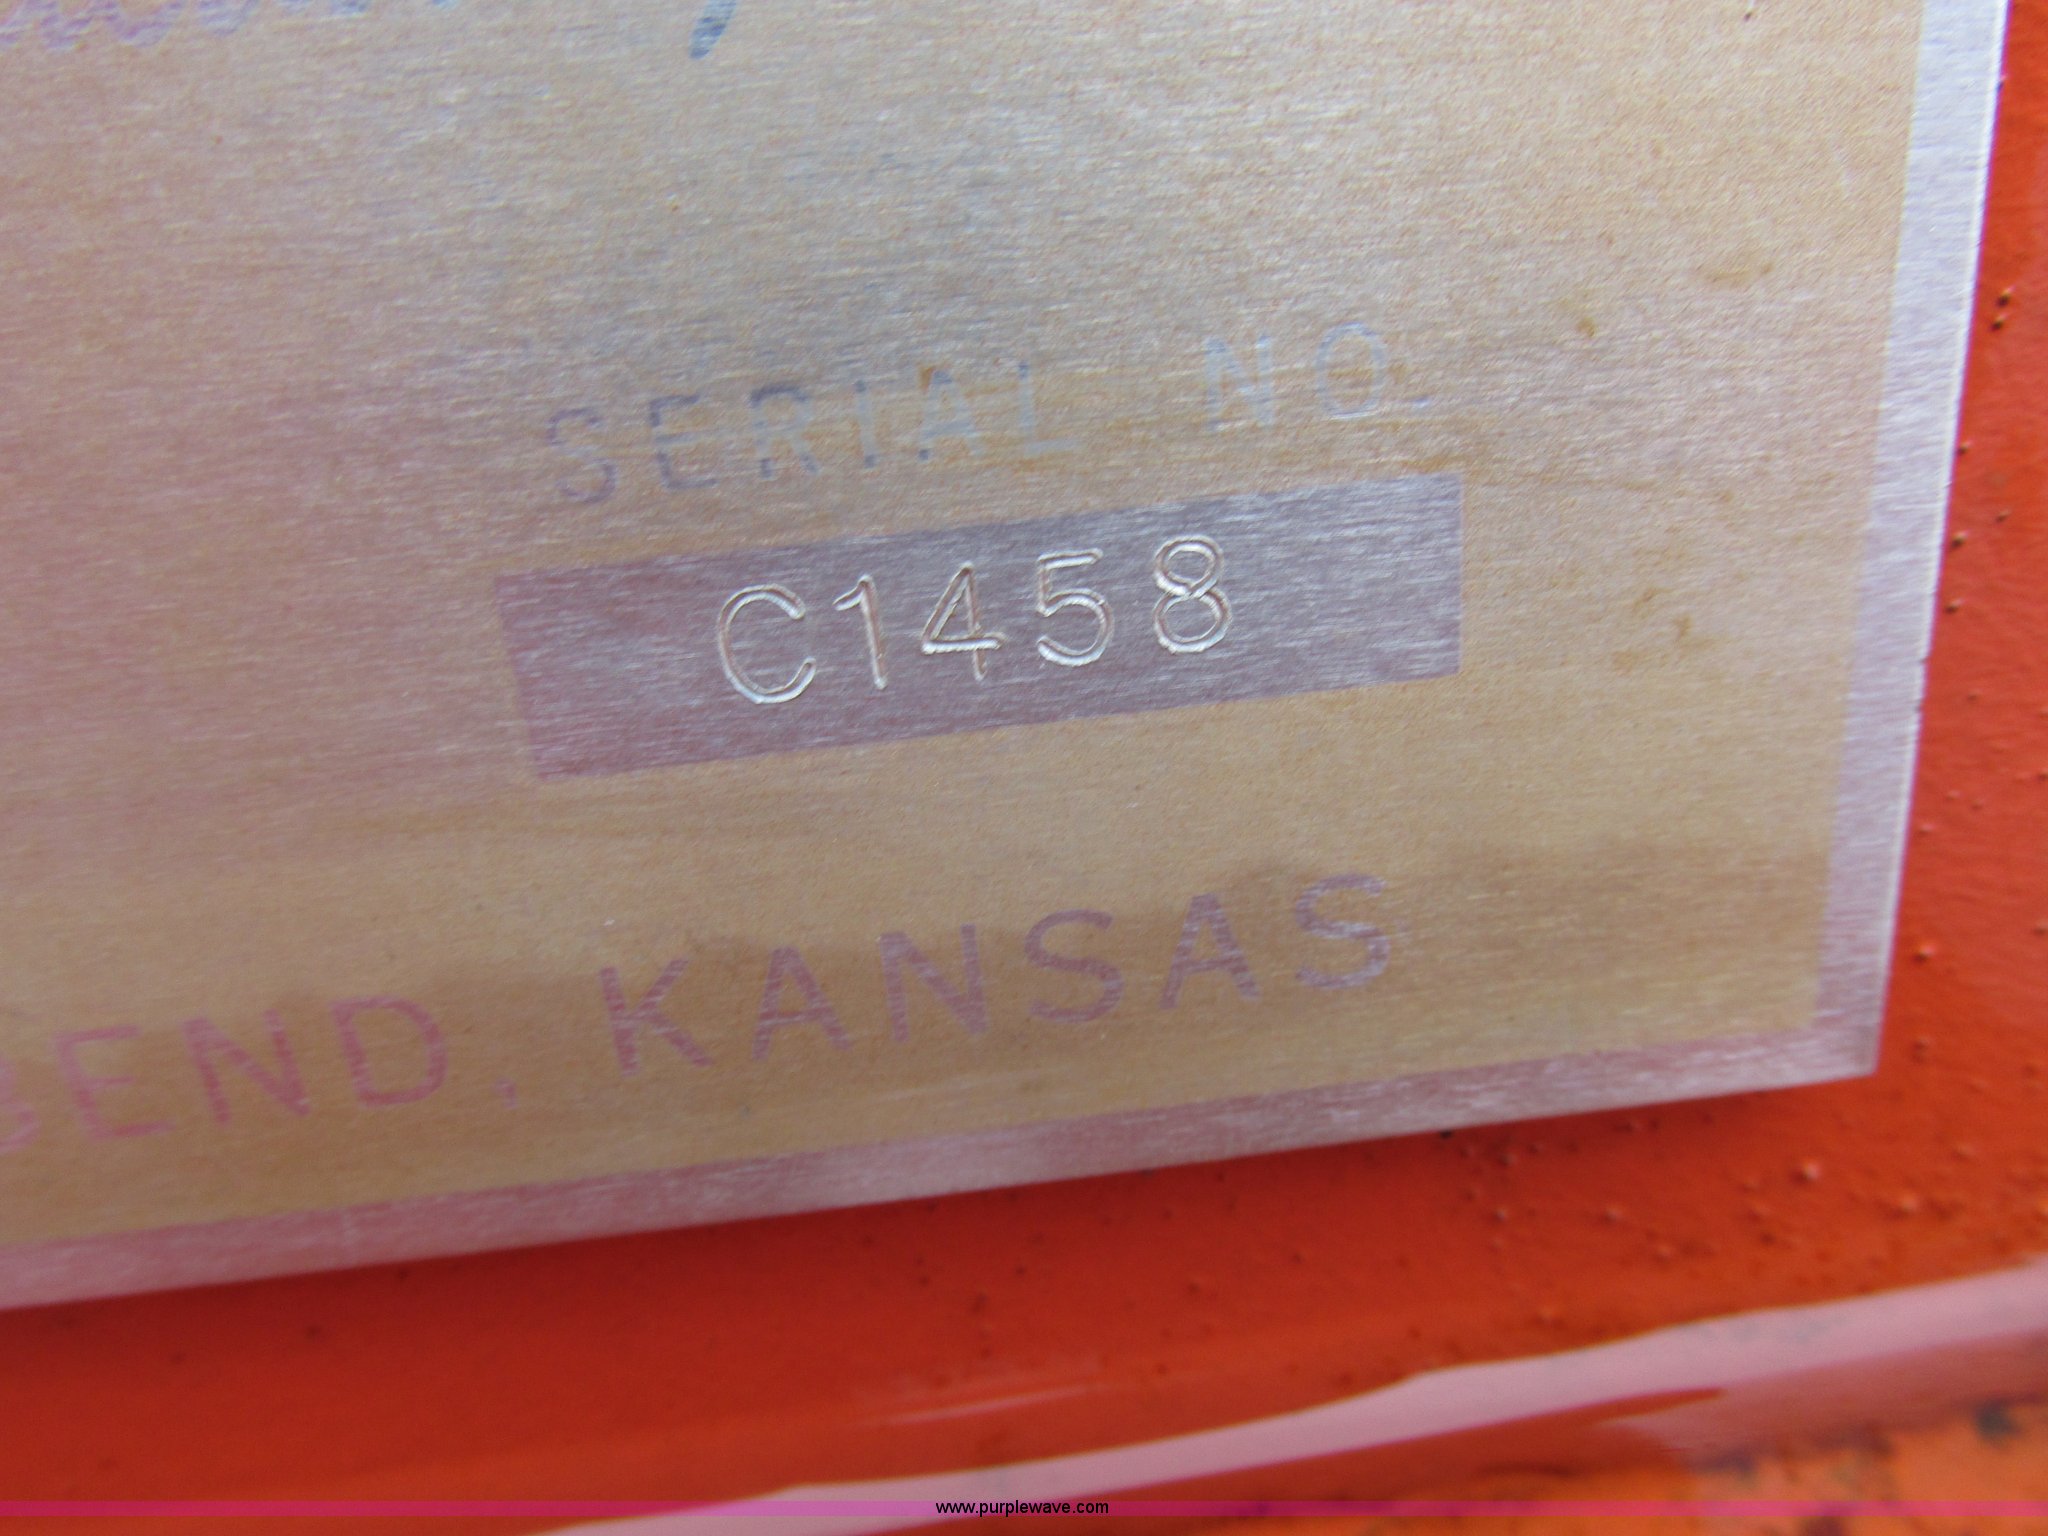 SERIAL NO.
C1458
BEND, KANSAS
www.purplewave.com